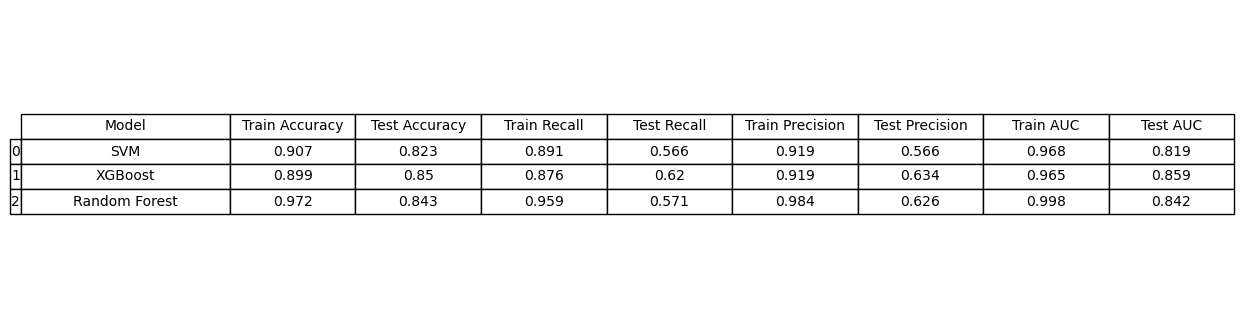 Model Train Accuracy Test Accuracy Train Recall Test Recall Train Precision Test Precision Train AUC Test AUC
0 SVM 0.907 0.823 0.891 0.566 0.919 0.566 0.968 0.819
1 XGBoost 0.899 0.85 0.876 0.62 0.919 0.634 0.965 0.859
2 Random Forest 0.972 0.843 0.959 0.571 0.984 0.626 0.998 0.842